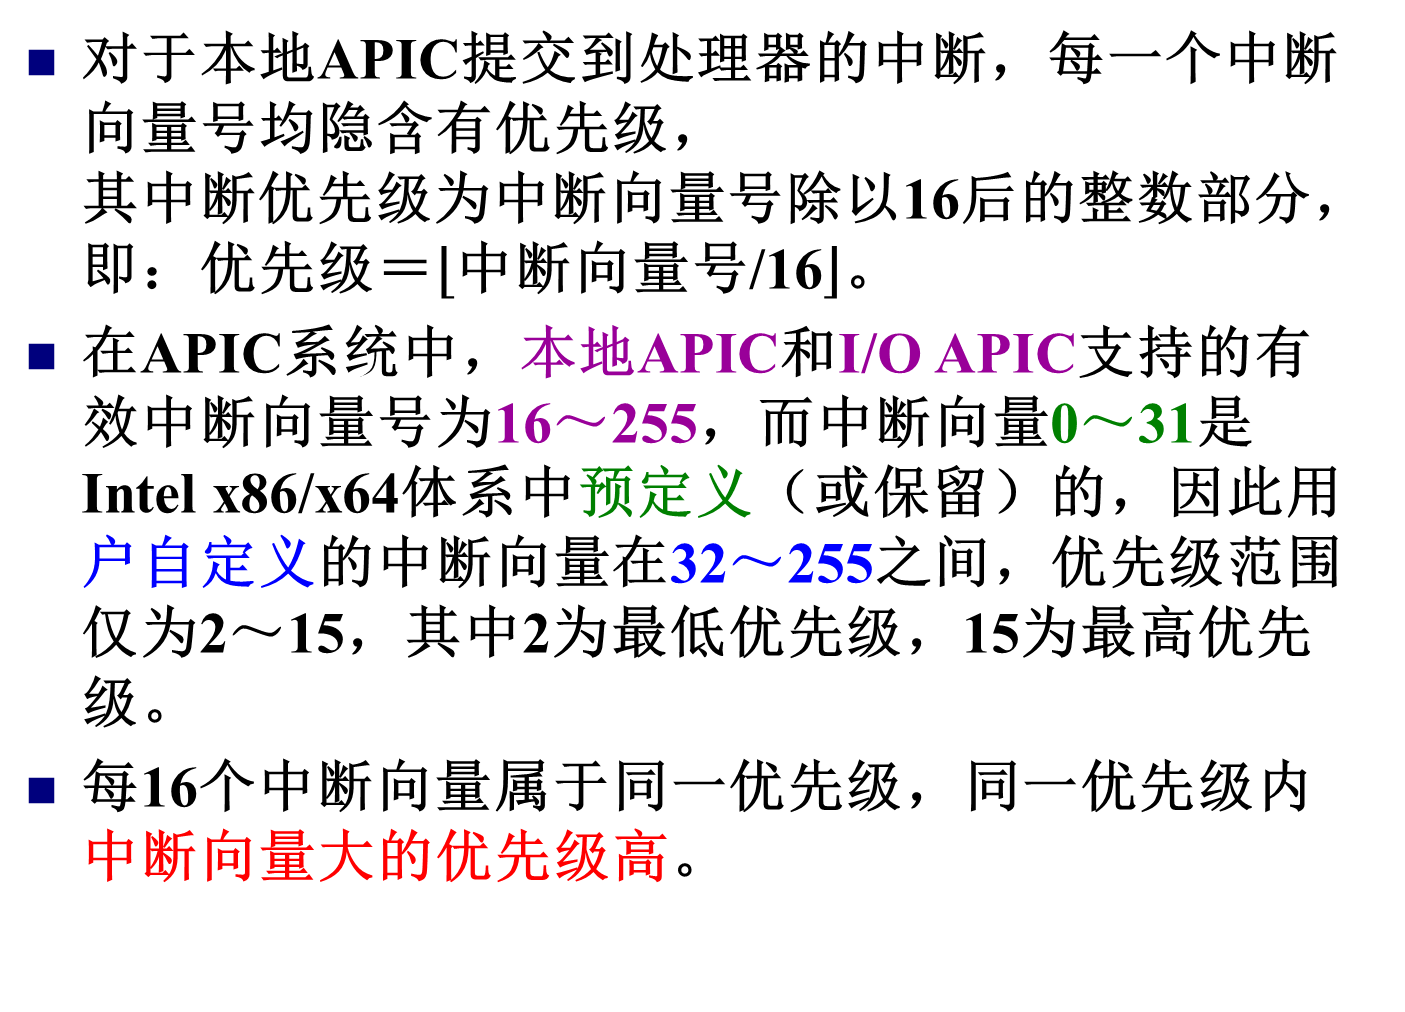 对于本地APIC提交到处理器的中断，每一个中断
向量号均隐含有优先级，
其中断优先级为中断向量号除以16后的整数部分，
即：优先级＝⌊中断向量号/16⌋。
在APIC系统中，本地APIC和I/O APIC支持的有
效中断向量号为16～255，而中断向量0～31是
Intel x86/x64体系中预定义（或保留）的，因此用
户自定义的中断向量在32～255之间，优先级范围
仅为2～15，其中2为最低优先级，15为最高优先
级。
每16个中断向量属于同一优先级，同一优先级内
中断向量大的优先级高。